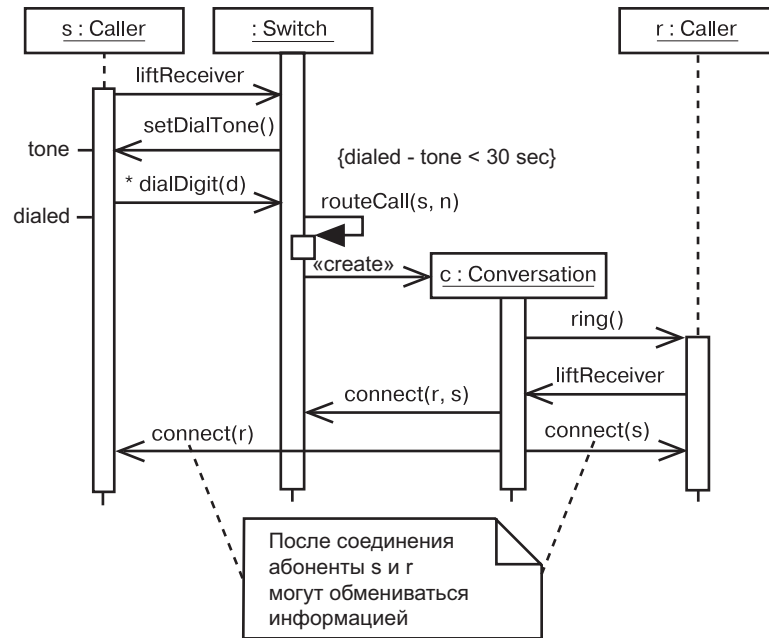 s : Caller
: Switch
r : Caller
liftReceiver
setDialTone()
tone
{dialed - tone < 30 sec}
* dialDigit(d)
routeCall(s, n)
dialed
«create»
c : Conversation
ring()
liftReceiver
connect(r, s)
connect(r)
connect(s)
После соединения
абоненты s и r
могут обмениваться
информацией